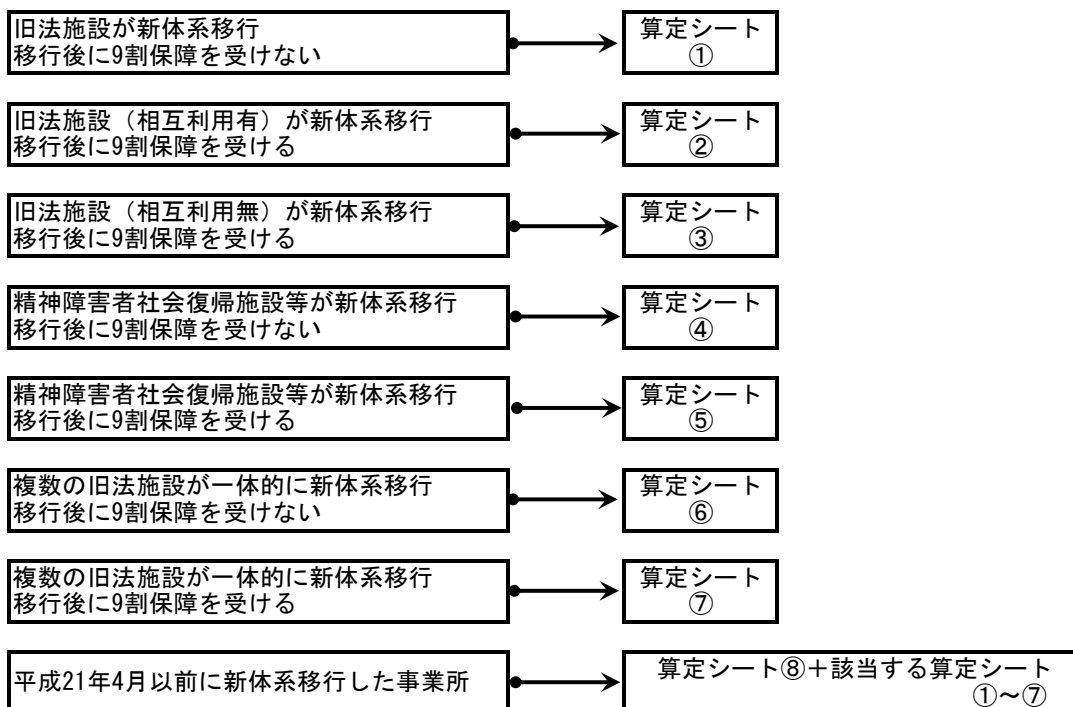 旧法施設が新体系移行
移行後に9割保障を受けない
算定シート
①
旧法施設（相互利用有）が新体系移行
移行後に9割保障を受ける
算定シート
②
旧法施設（相互利用無）が新体系移行
移行後に9割保障を受ける
算定シート
③
精神障害者社会復帰施設等が新体系移行
移行後に9割保障を受けない
算定シート
④
精神障害者社会復帰施設等が新体系移行
移行後に9割保障を受ける
算定シート
⑤
複数の旧法施設が一体的に新体系移行
移行後に9割保障を受けない
算定シート
⑥
複数の旧法施設が一体的に新体系移行
移行後に9割保障を受ける
算定シート
⑦
平成21年4月以前に新体系移行した事業所
算定シート⑧＋該当する算定シート
①～⑦